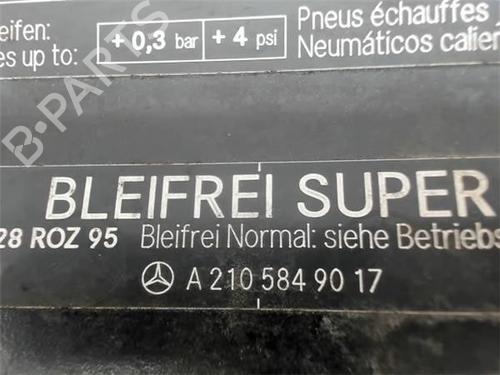 eifen:
es up to:
+ 0,3 bar
+ 4 psi
Pneus échauffés
Neumáticos calie
B-PARTS
BLEIFREI SUPER
28 ROZ 95 Bleifrei Normal: siehe Betriebs
A 210 584 90 17